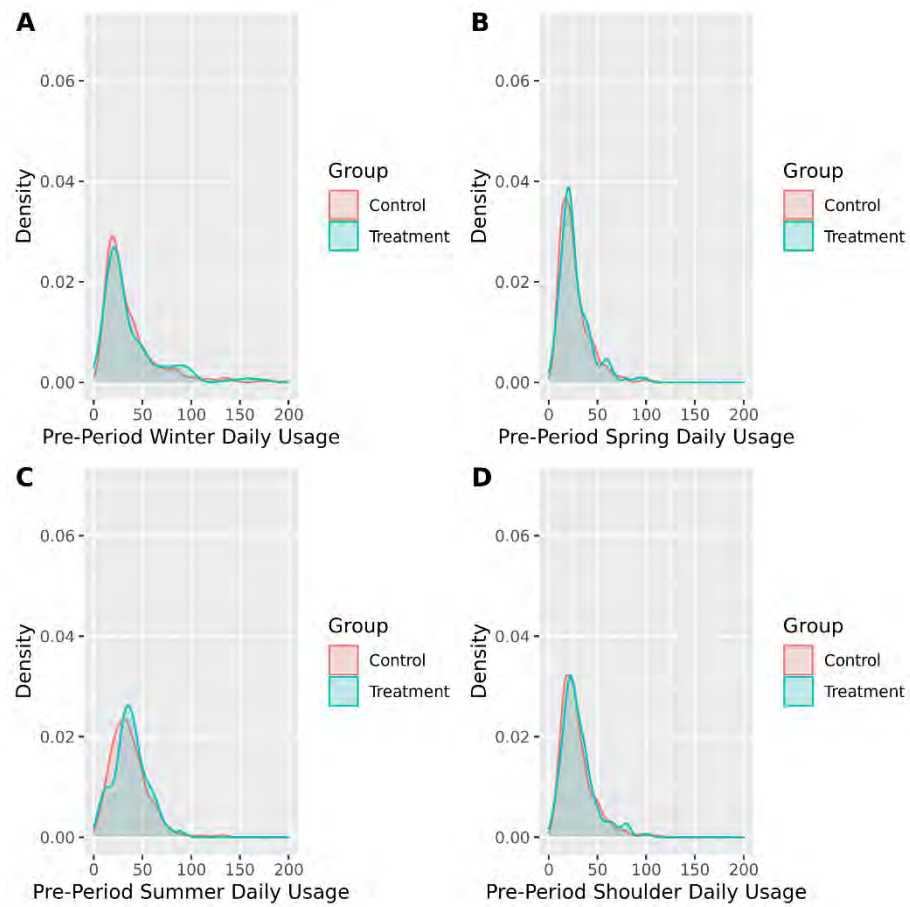 A
0.06
0.04
0.02
0.00
Density
0 50 100 150 200
Pre-Period Winter Daily Usage
Group
Control
Treatment
B
0.06
0.04
0.02
0.00
Density
0 50 100 150 200
Pre-Period Spring Daily Usage
Group
Control
Treatment
C
0.06
0.04
0.02
0.00
Density
0 50 100 150 200
Pre-Period Summer Daily Usage
Group
Control
Treatment
D
0.06
0.04
0.02
0.00
Density
0 50 100 150 200
Pre-Period Shoulder Daily Usage
Group
Control
Treatment